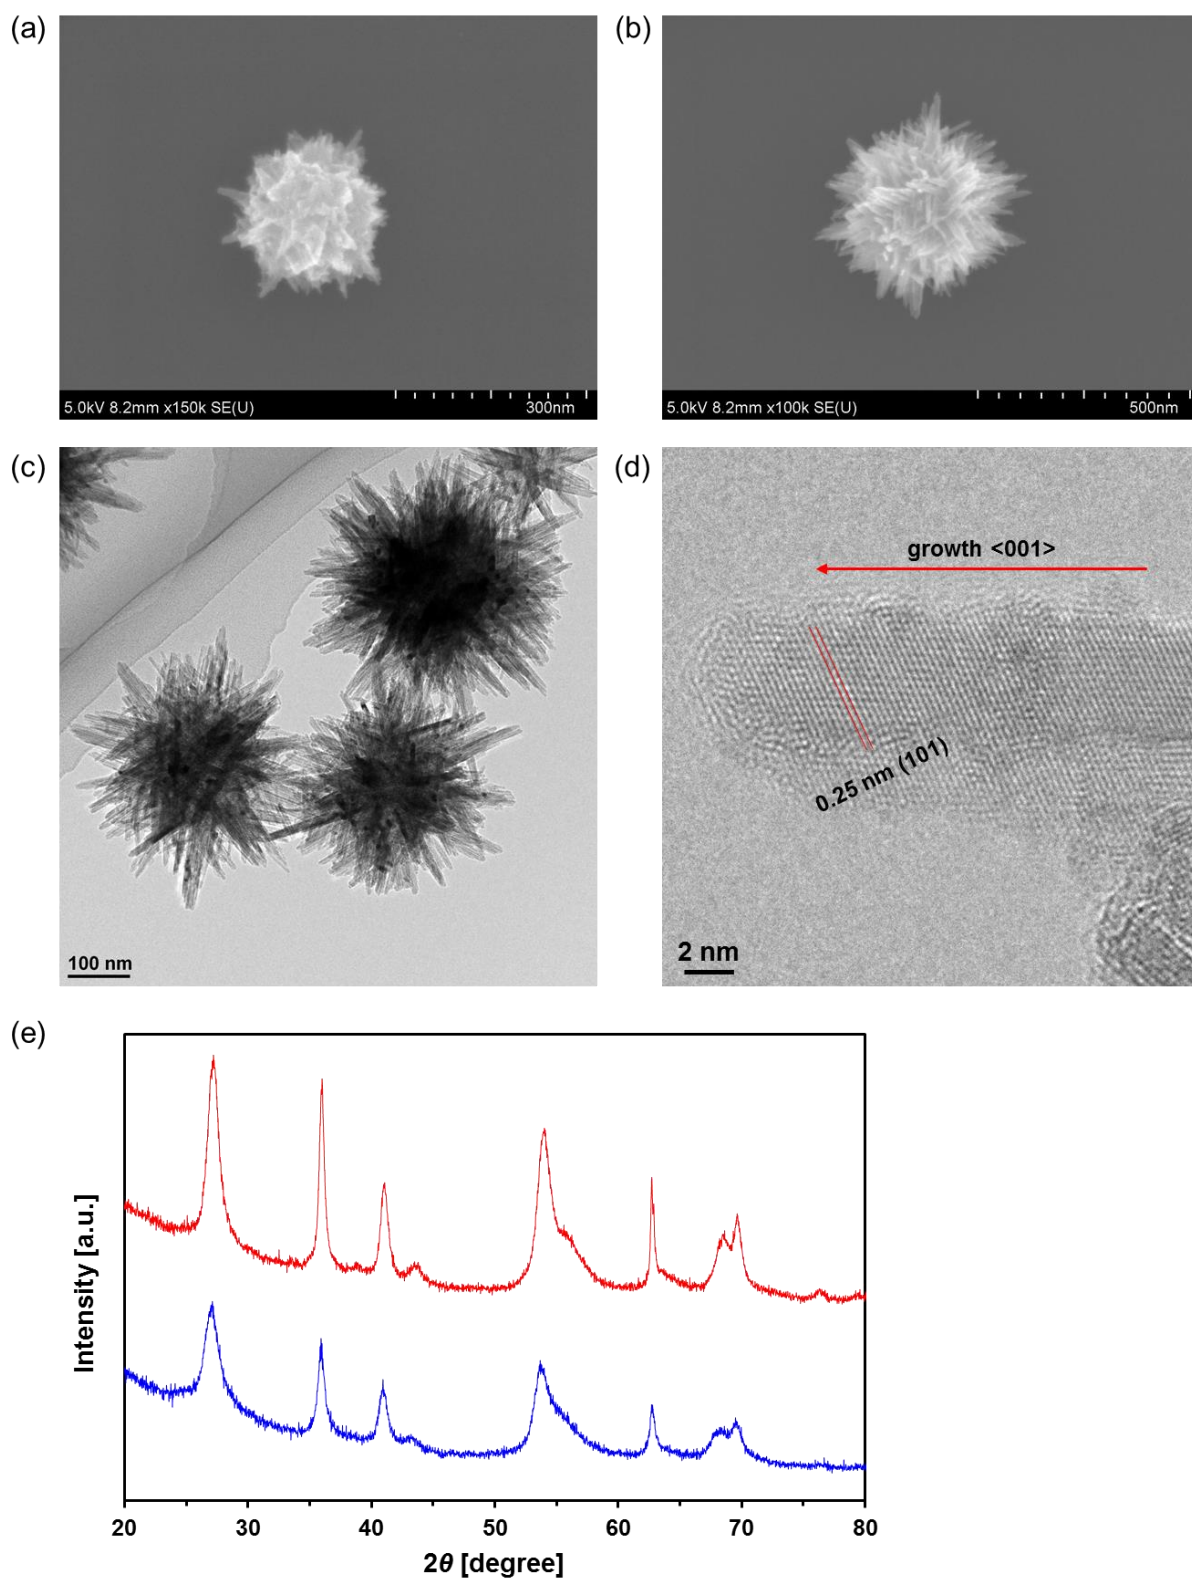 (a)
(b)
5.0kV 8.2mm x150k SE(U)
300nm
5.0kV 8.2mm x100k SE(U)
500nm
(c)
(d)
growth <001>
0.25 nm (101)
100 nm
2 nm
(e)
Intensity [a.u.]
20
30
40
50
60
70
80
2θ [degree]